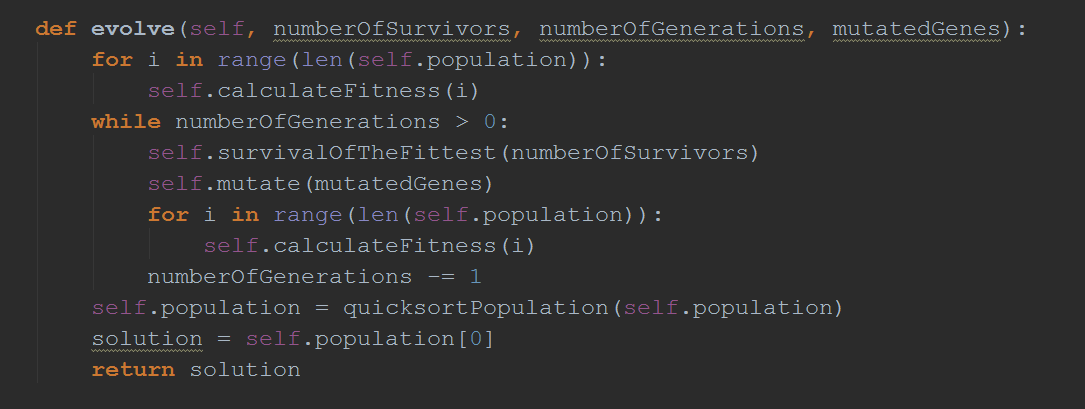 def evolve(self, numberOfSurvivors, numberOfGenerations, mutatedGenes):
    for i in range(len(self.population)):
        self.calculateFitness(i)
    while numberOfGenerations > 0:
        self.survivalOfTheFittest(numberOfSurvivors)
        self.mutate(mutatedGenes)
        for i in range(len(self.population)):
            self.calculateFitness(i)
        numberOfGenerations -= 1
    self.population = quicksortPopulation(self.population)
    solution = self.population[0]
    return solution